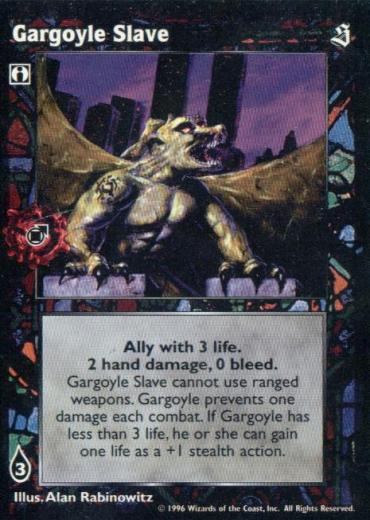 Gargoyle Slave
Ally with 3 life.
2 hand damage, 0 bleed.
Gargoyle Slave cannot use ranged
weapons. Gargoyle prevents one
damage each combat. If Gargoyle has
less than 3 life, he or she can gain
one life as a +1 stealth action.
3
Illus. Alan Rabinowitz
© 1996 Wizards of the Coast, Inc. All Rights Reserved.